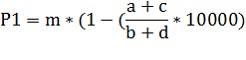 P1 = m * (1 − (a + c / b + d * 10000)